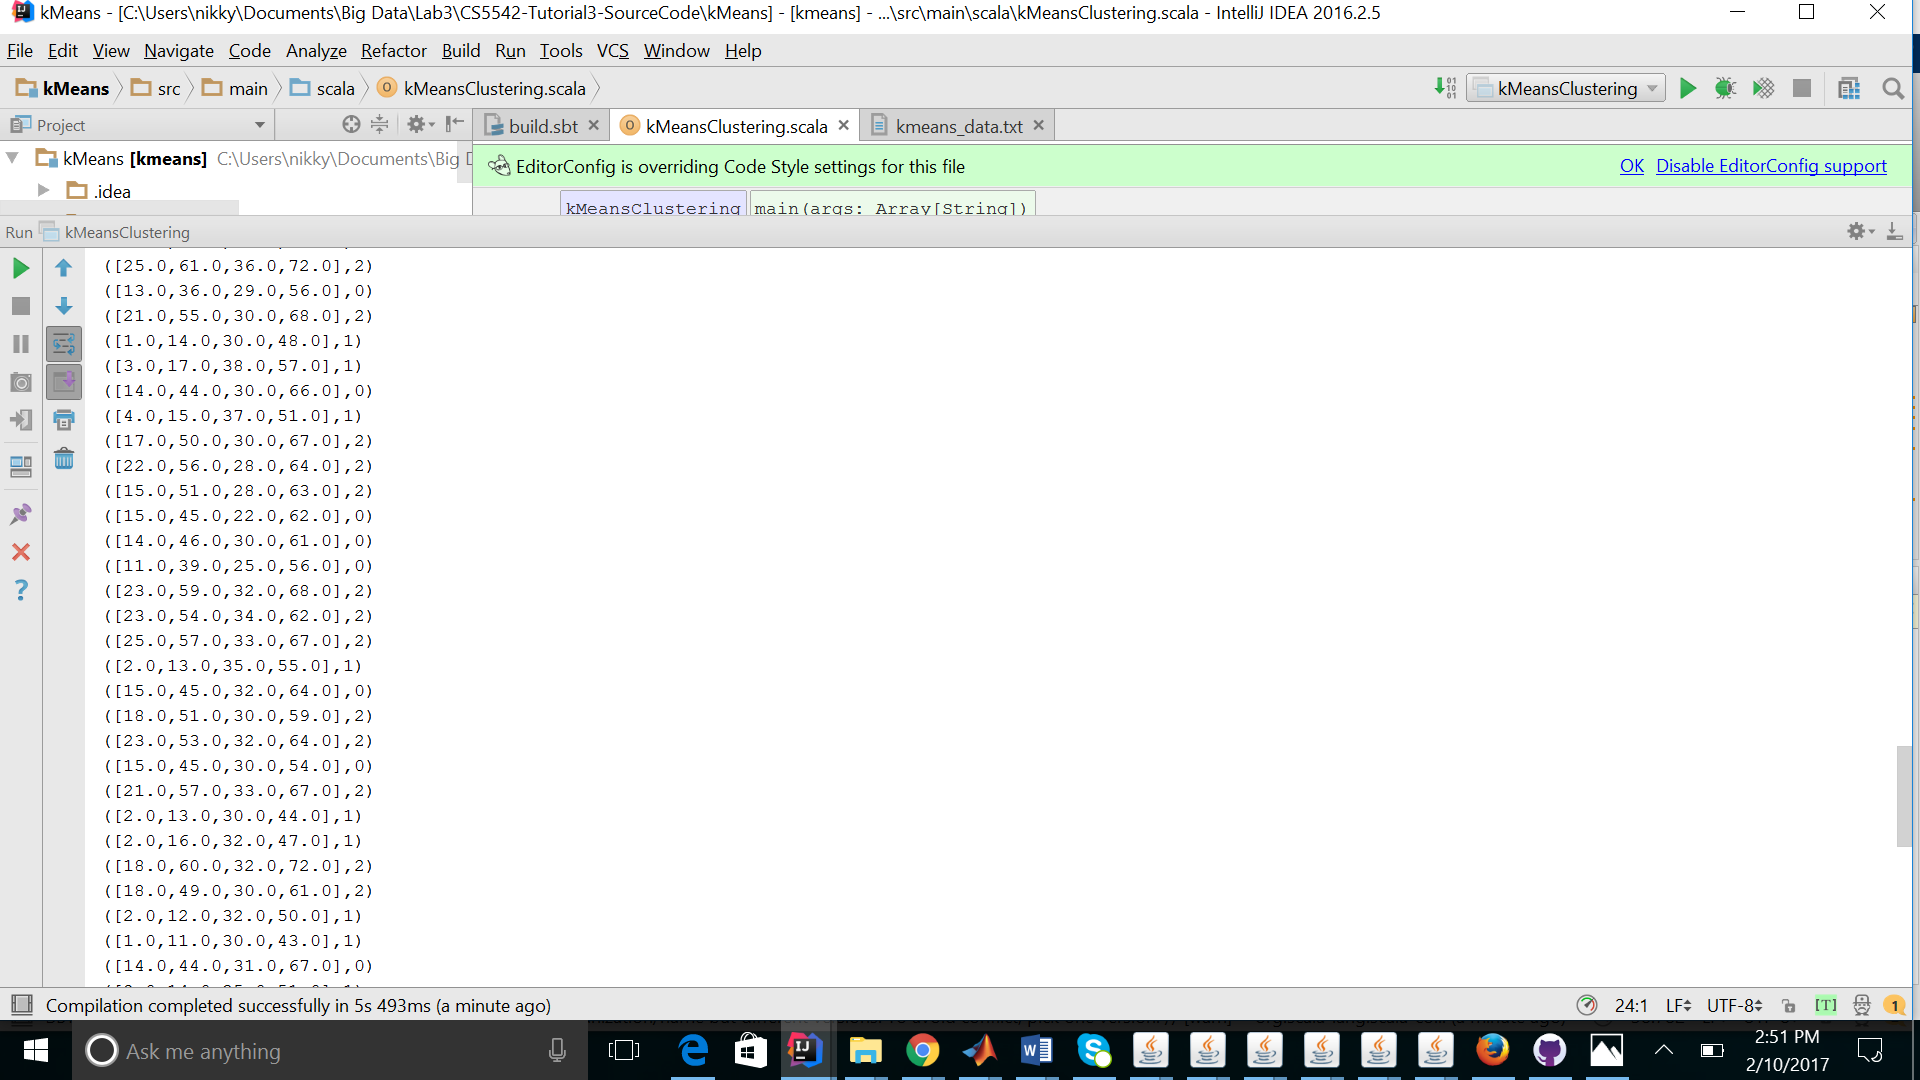 kMeans - [C:\Users\nikky\Documents\Big Data\Lab3\CS5542-Tutorial3-SourceCode\kMeans] - [kmeans] - ...\src\main\scala\kMeansClustering.scala - IntelliJ IDEA 2016.2.5
File Edit View Navigate Code Analyze Refactor Build Run Tools VCS Window Help
kMeans src main scala kMeansClustering.scala kMeansClustering
Project build.sbt kMeansClustering.scala kmeans_data.txt
kMeans [kmeans] C:\Users\nikky\Documents\Big
EditorConfig is overriding Code Style settings for this file OK Disable EditorConfig support
.idea
kMeansClustering main(args: Array[String])
Run kMeansClustering
([25.0,61.0,36.0,72.0],2)
([13.0,36.0,29.0,56.0],0)
([21.0,55.0,30.0,68.0],2)
([1.0,14.0,30.0,48.0],1)
([3.0,17.0,38.0,57.0],1)
([14.0,44.0,30.0,66.0],0)
([4.0,15.0,37.0,51.0],1)
([17.0,50.0,30.0,67.0],2)
([22.0,56.0,28.0,64.0],2)
([15.0,51.0,28.0,63.0],2)
([15.0,45.0,22.0,62.0],0)
([14.0,46.0,30.0,61.0],0)
([11.0,39.0,25.0,56.0],0)
([23.0,59.0,32.0,68.0],2)
([23.0,54.0,34.0,62.0],2)
([25.0,57.0,33.0,67.0],2)
([2.0,13.0,35.0,55.0],1)
([15.0,45.0,32.0,64.0],0)
([18.0,51.0,30.0,59.0],2)
([23.0,53.0,32.0,64.0],2)
([15.0,45.0,30.0,54.0],0)
([21.0,57.0,33.0,67.0],2)
([2.0,13.0,30.0,44.0],1)
([2.0,16.0,32.0,47.0],1)
([18.0,60.0,32.0,72.0],2)
([18.0,49.0,30.0,61.0],2)
([2.0,12.0,32.0,50.0],1)
([1.0,11.0,30.0,43.0],1)
([14.0,44.0,31.0,67.0],0)
Compilation completed successfully in 5s 493ms (a minute ago) 24:1 LF UTF-8 [T] 1
Ask me anything
2:51 PM
2/10/2017